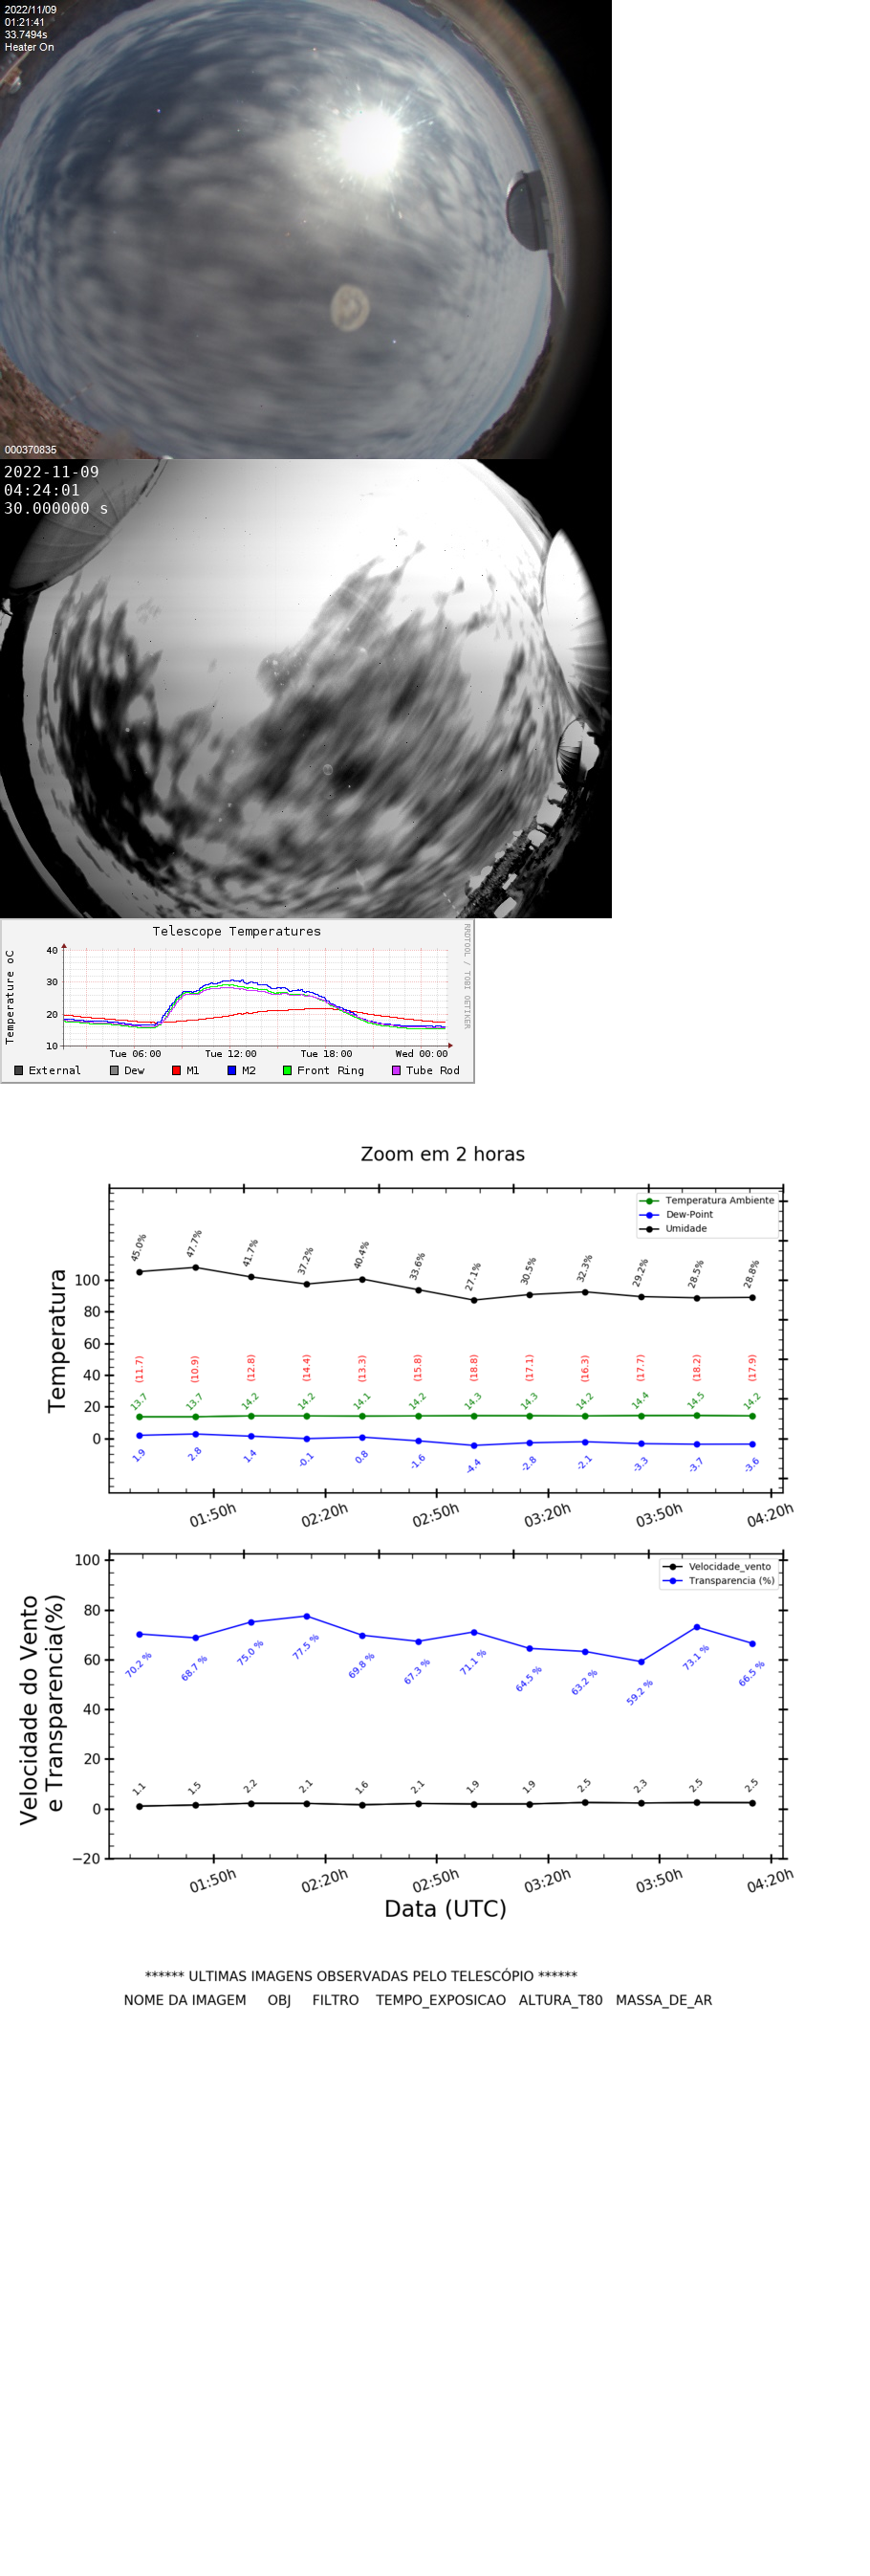 2022/11/09
01:21:41
33.7494s
Heater On
000370835
2022-11-09
04:24:01
30.000000 s
Telescope Temperatures
RRDTOOL / TOBI OETIKER
Temperature oC
40
30
20
10
Tue 06:00 Tue 12:00 Tue 18:00 Wed 00:00
External Dew M1 M2 Front Ring Tube Rod
Zoom em 2 horas
Temperatura Ambiente
Dew-Point
Umidade
Temperatura
100
80
60
40
20
0
45.0% 47.7% 41.7% 37.2% 40.4% 33.6% 27.1% 30.5% 32.3% 29.2% 28.5% 28.8%
(11.7) (10.9) (12.8) (14.4) (13.3) (15.8) (18.8) (17.1) (16.3) (17.7) (18.2) (17.9)
13.7 13.7 14.2 14.2 14.1 14.2 14.3 14.3 14.2 14.4 14.5 14.2
1.9 2.8 1.4 -0.1 0.8 -1.6 -4.4 -2.8 -2.1 -3.3 -3.7 -3.6
01:50h 02:20h 02:50h 03:20h 03:50h 04:20h
Velocidade_vento
Transparencia (%)
Velocidade do Vento
e Transparencia(%)
100
80
60
40
20
0
−20
70.2 % 68.7 % 75.0 % 77.5 % 69.8 % 67.3 % 71.1 % 64.5 % 63.2 % 59.2 % 73.1 % 66.5 %
1.1 1.5 2.2 2.1 1.6 2.1 1.9 1.9 2.5 2.3 2.5 2.5
01:50h 02:20h 02:50h 03:20h 03:50h 04:20h
Data (UTC)
****** ULTIMAS IMAGENS OBSERVADAS PELO TELESCÓPIO ******
NOME DA IMAGEM OBJ FILTRO TEMPO_EXPOSICAO ALTURA_T80 MASSA_DE_AR